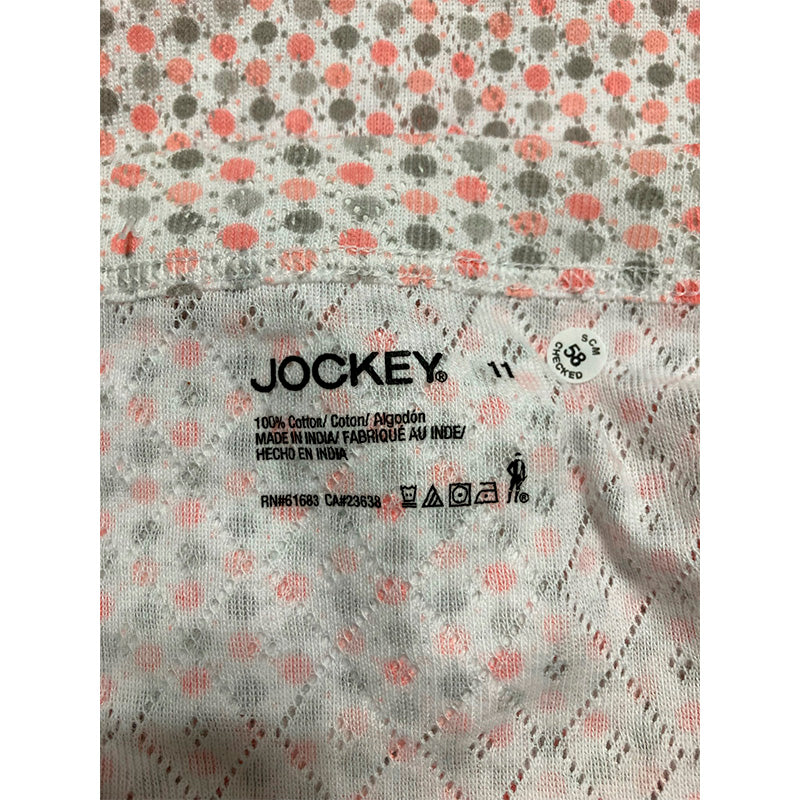 JOCKEY® 11
SCM
58
CHECKED
100% Cotton/ Coton/ Algodón
MADE IN INDIA/ FABRIQUÉ AU INDE/
HECHO EN INDIA
RN#61683 CA#23638 ®